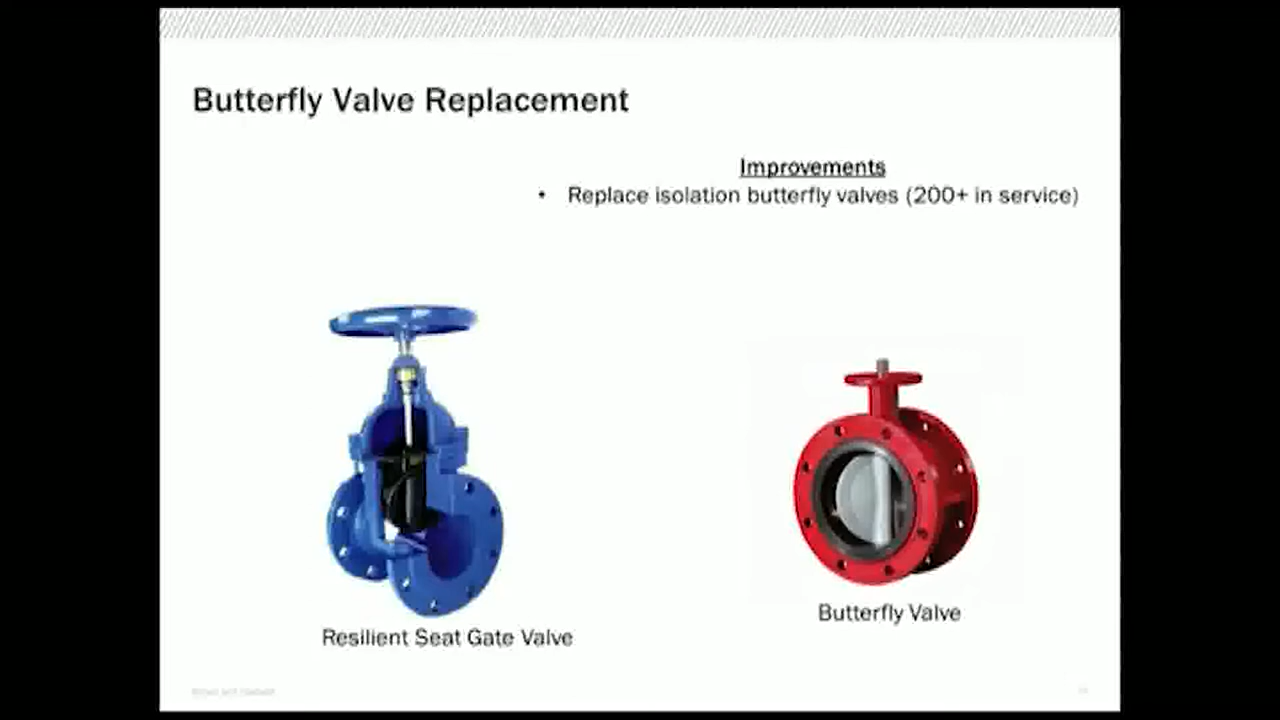 Butterfly Valve Replacement
Improvements
• Replace isolation butterfly valves (200+ in service)
Resilient Seat Gate Valve
Butterfly Valve